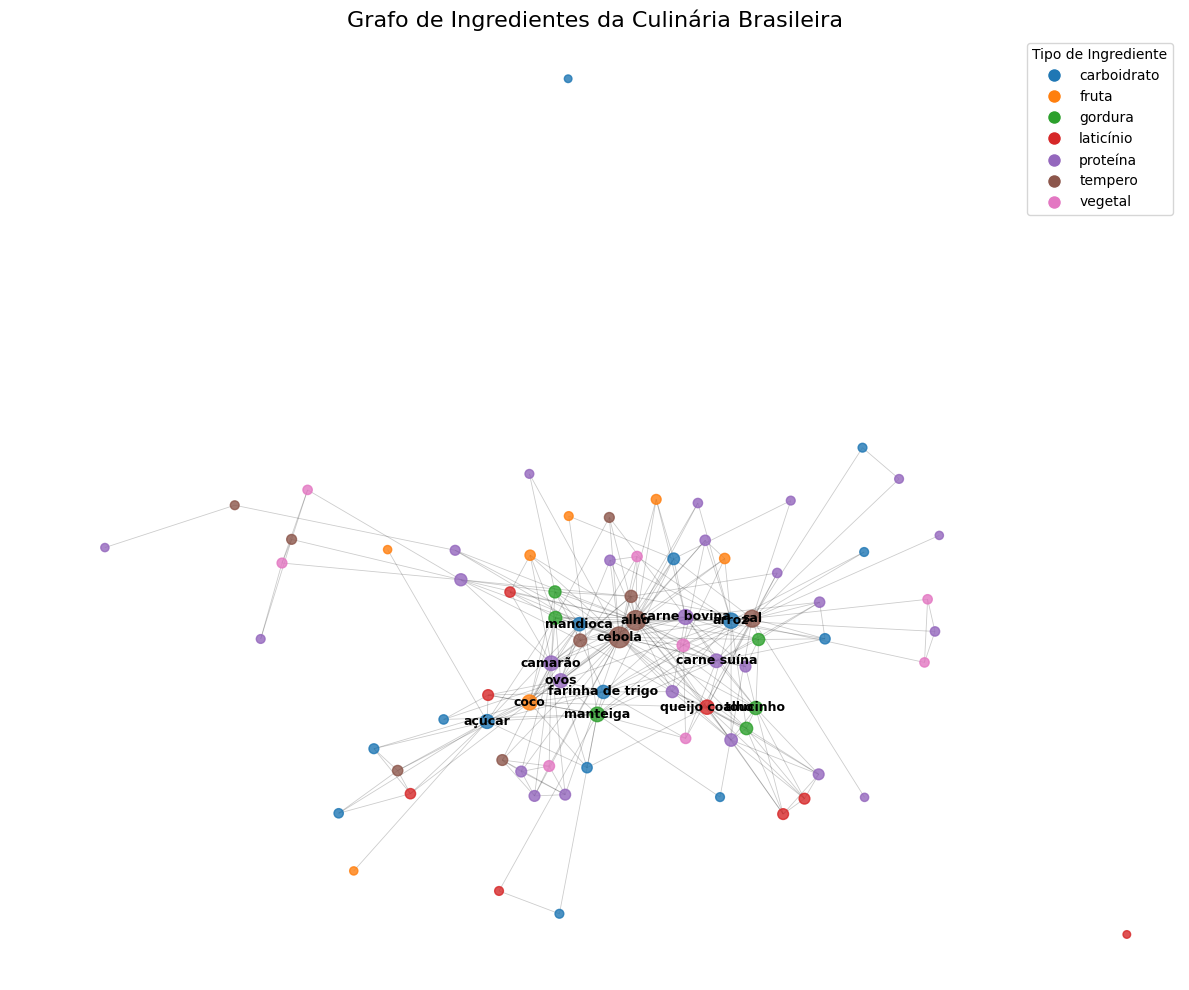 Grafo de Ingredientes da Culinária Brasileira
Tipo de Ingrediente
carboidrato
fruta
gordura
laticínio
proteína
tempero
vegetal
carne bovina
alho
arroz
sal
mandioca
cebola
camarão
carne suína
ovos
farinha de trigo
coco
manteiga
queijo coalho
toucinho
açúcar